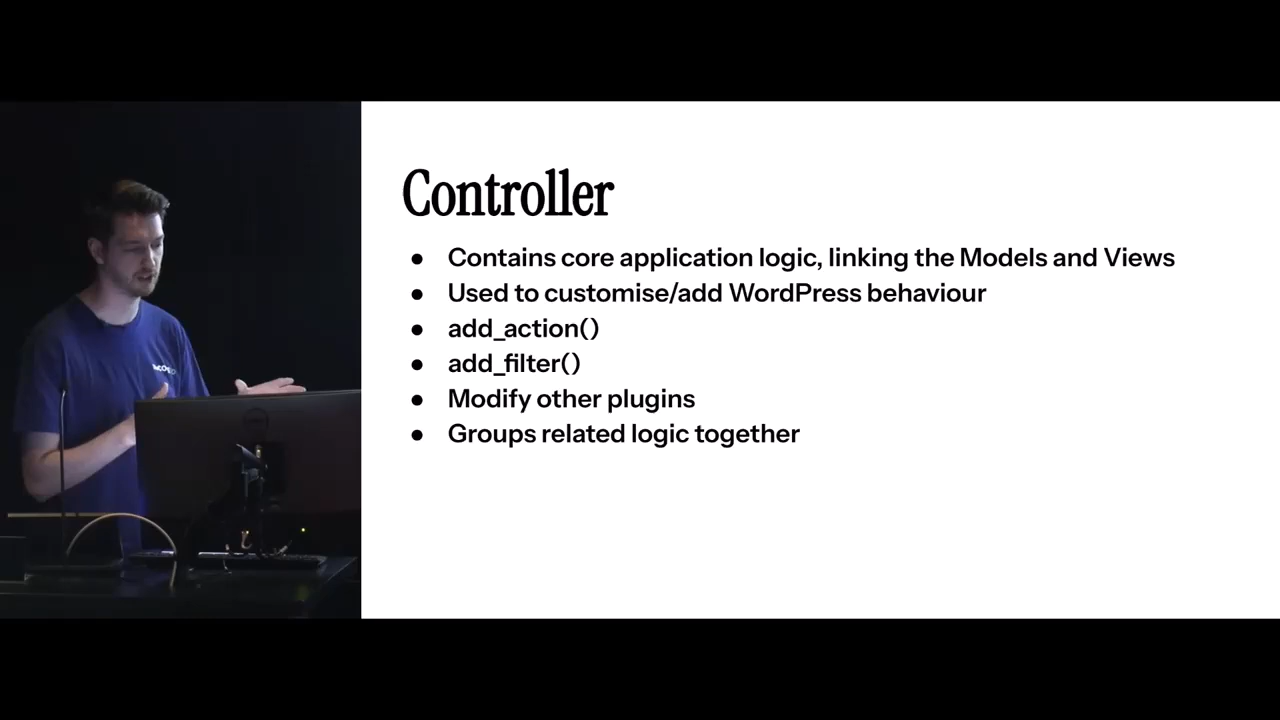 Controller
● Contains core application logic, linking the Models and Views
● Used to customise/add WordPress behaviour
● add_action()
● add_filter()
● Modify other plugins
● Groups related logic together